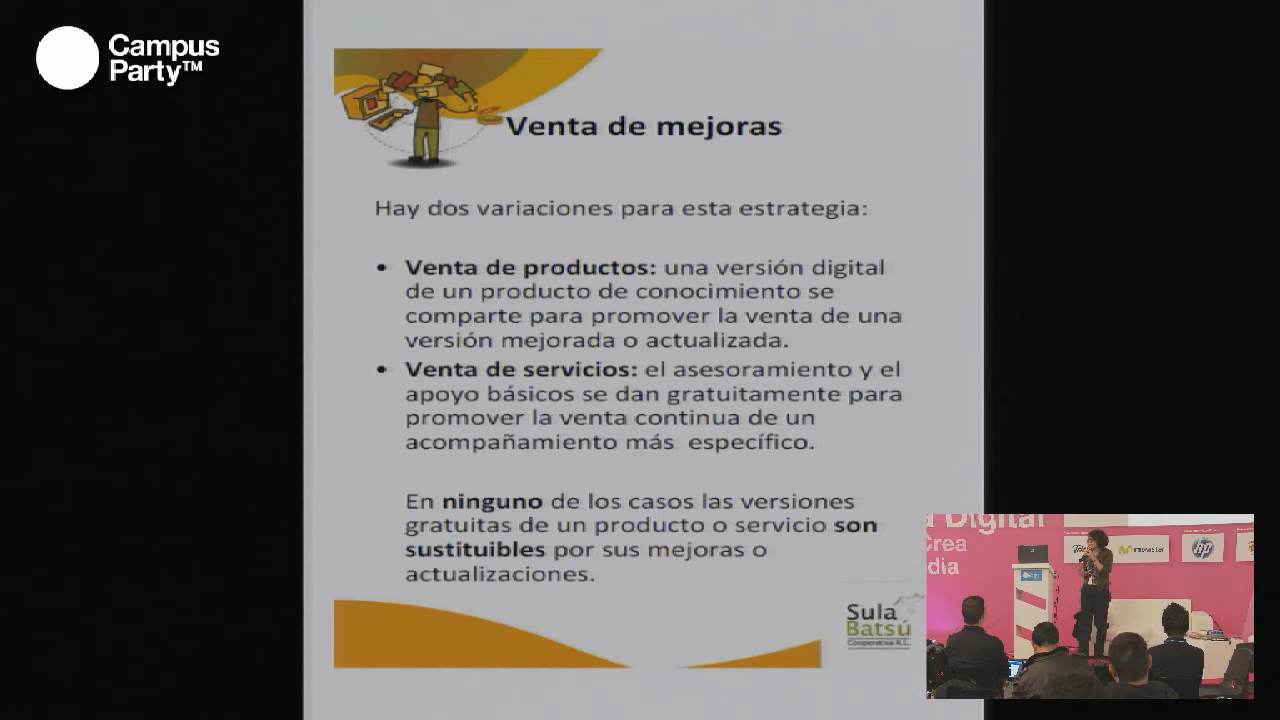 Campus
Party™
Venta de mejoras
Hay dos variaciones para esta estrategia:
• Venta de productos: una versión digital
de un producto de conocimiento se
comparte para promover la venta de una
versión mejorada o actualizada.
• Venta de servicios: el asesoramiento y el
apoyo básicos se dan gratuitamente para
promover la venta continua de un
acompañamiento más específico.
En ninguno de los casos las versiones
gratuitas de un producto o servicio son
sustituibles por sus mejoras o
actualizaciones.
Sula
Batsú
Cooperativa R.L.
a Digital
Crea
dia
movistar
hp